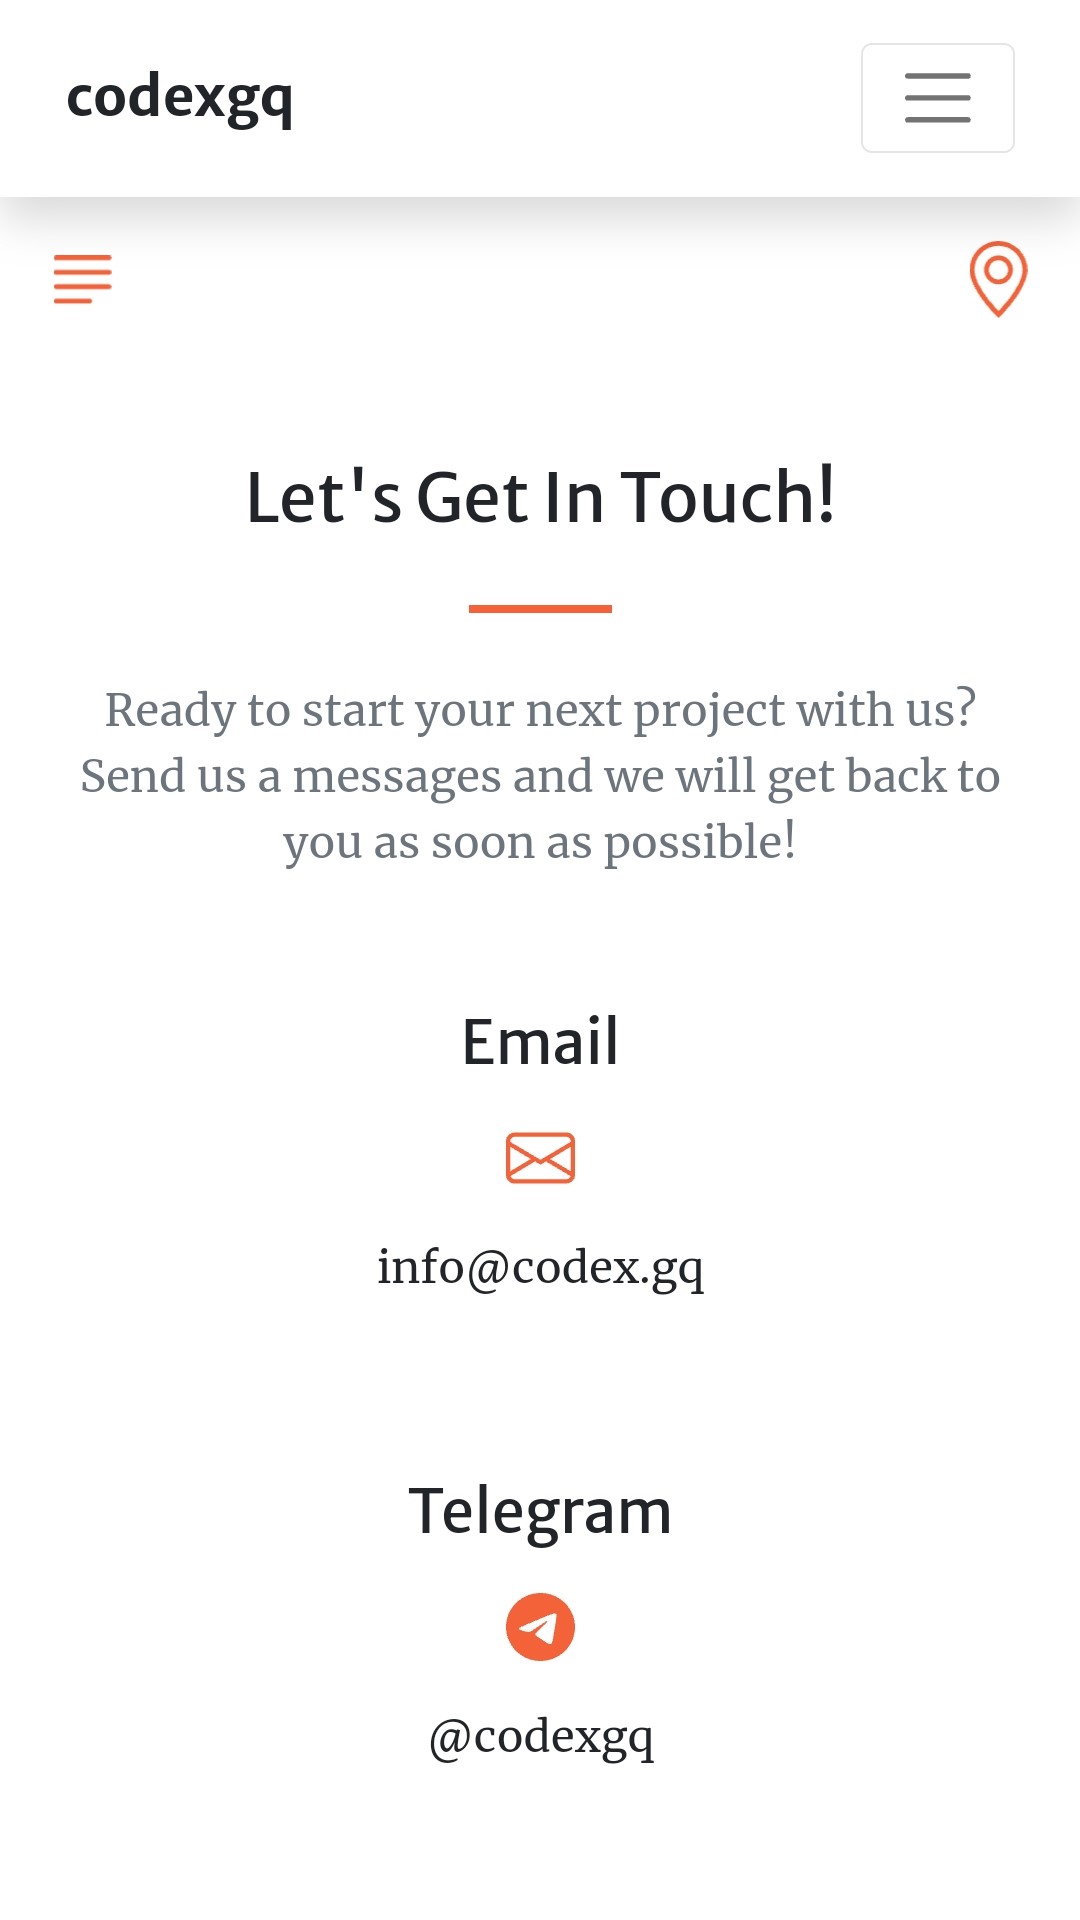 codexgq
Let's Get In Touch!
Ready to start your next project with us?
Send us a messages and we will get back to
you as soon as possible!
Email
info@codex.gq
Telegram
@codexgq